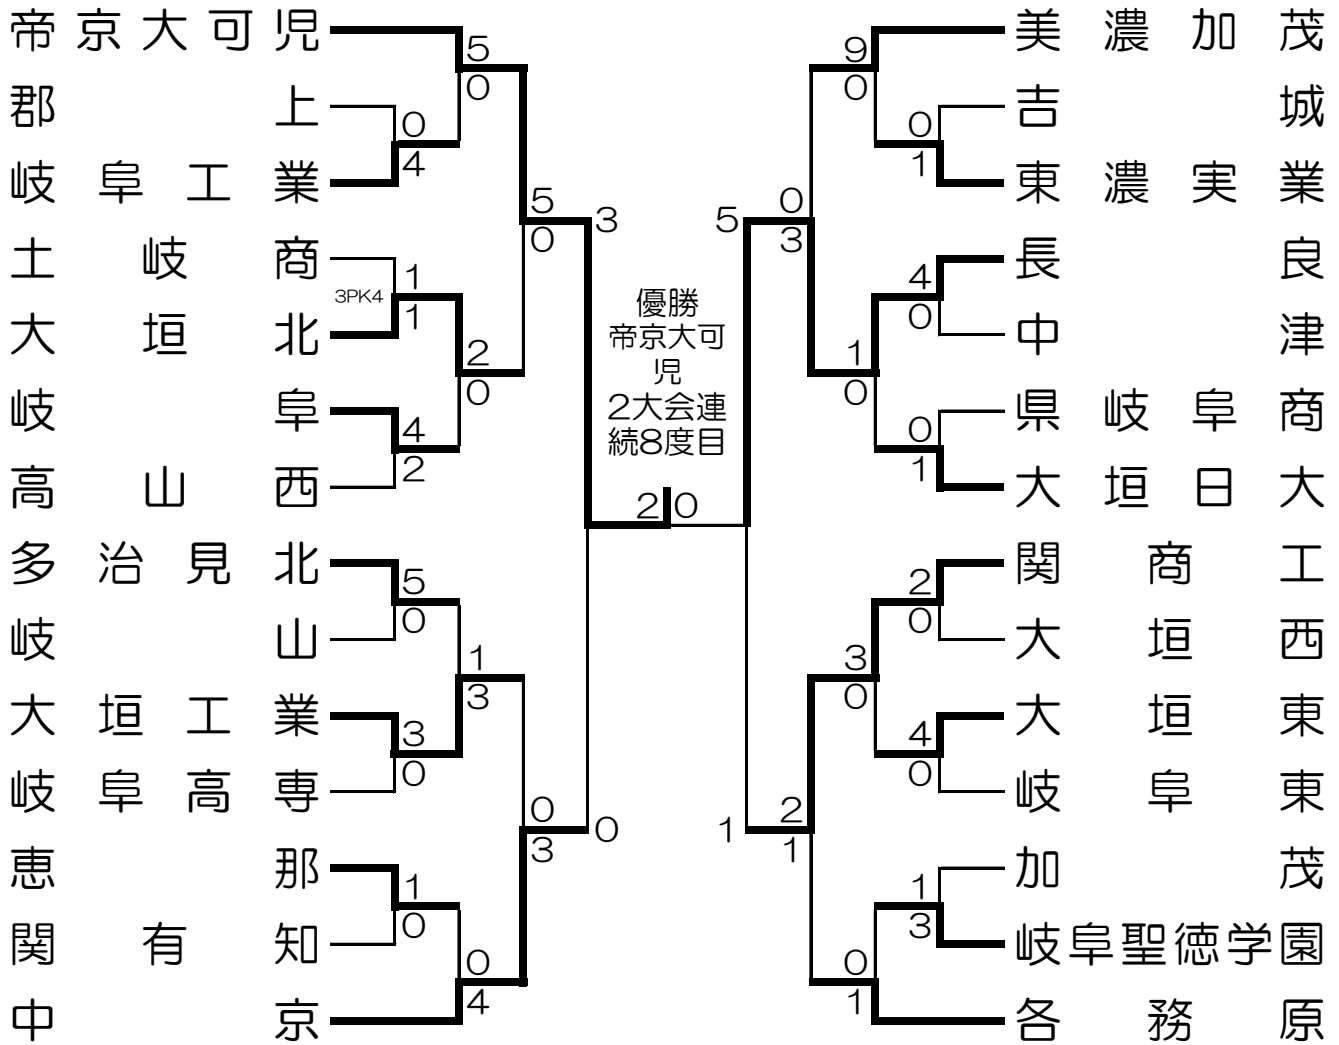 帝京大可児
郡上
岐阜工業
土岐商
大垣北
岐阜
高山西
多治見北
岐山
大垣工業
岐阜高専
恵那
関有知
中京
5
0
0
4
1
3PK4
1
2
0
4
2
5
0
5
0
1
3
3
0
1
0
0
4
0
3
3
0
優勝
帝京大可
児
2大会連
続8度目
2 0
5
1
0
3
2
1
9
0
0
1
4
0
1
0
0
1
2
0
3
0
4
0
1
3
0
1
美濃加茂
吉城
東濃実業
長良
中津
県岐阜商
大垣日大
関商工
大垣西
大垣東
岐阜東
加茂
岐阜聖徳学園
各務原